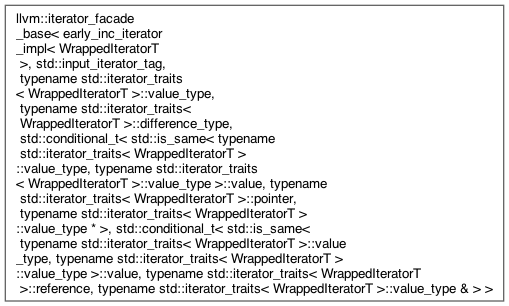 llvm::iterator_facade
_base< early_inc_iterator
_impl< WrappedIteratorT
 >, std::input_iterator_tag,
 typename std::iterator_traits
< WrappedIteratorT >::value_type,
 typename std::iterator_traits<
 WrappedIteratorT >::difference_type,
 std::conditional_t< std::is_same< typename
 std::iterator_traits< WrappedIteratorT >
::value_type, typename std::iterator_traits
< WrappedIteratorT >::value_type >::value, typename
 std::iterator_traits< WrappedIteratorT >::pointer,
 typename std::iterator_traits< WrappedIteratorT >
::value_type * >, std::conditional_t< std::is_same<
 typename std::iterator_traits< WrappedIteratorT >::value
_type, typename std::iterator_traits< WrappedIteratorT >
::value_type >::value, typename std::iterator_traits< WrappedIteratorT
 >::reference, typename std::iterator_traits< WrappedIteratorT >::value_type & > >